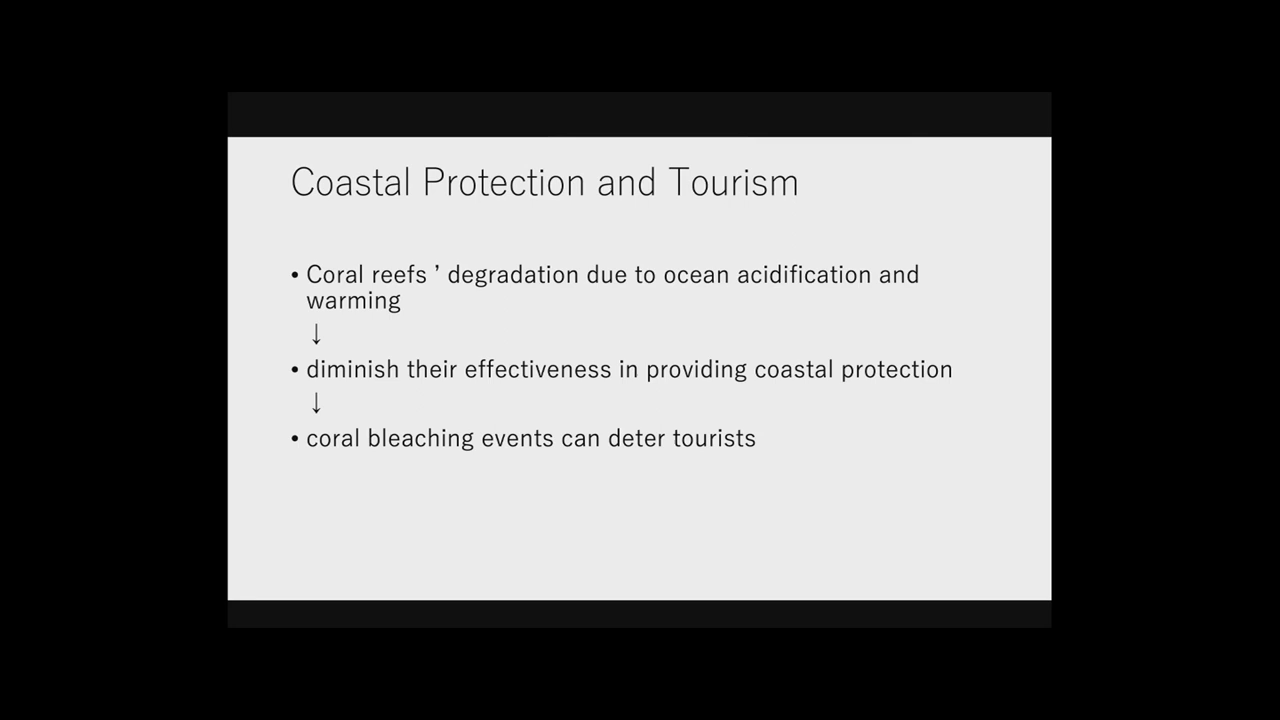 Coastal Protection and Tourism
• Coral reefs ’ degradation due to ocean acidification and
warming
↓
• diminish their effectiveness in providing coastal protection
↓
• coral bleaching events can deter tourists